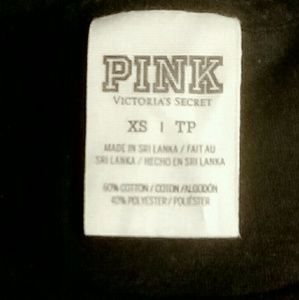 PINK
VICTORIA'S SECRET
XS | TP
MADE IN SRI LANKA / FAIT AU
SRI LANKA / HECHO EN SRI LANKA
60% COTTON / COTON /ALGODÓN
40% POLYESTER / POLIÉSTER